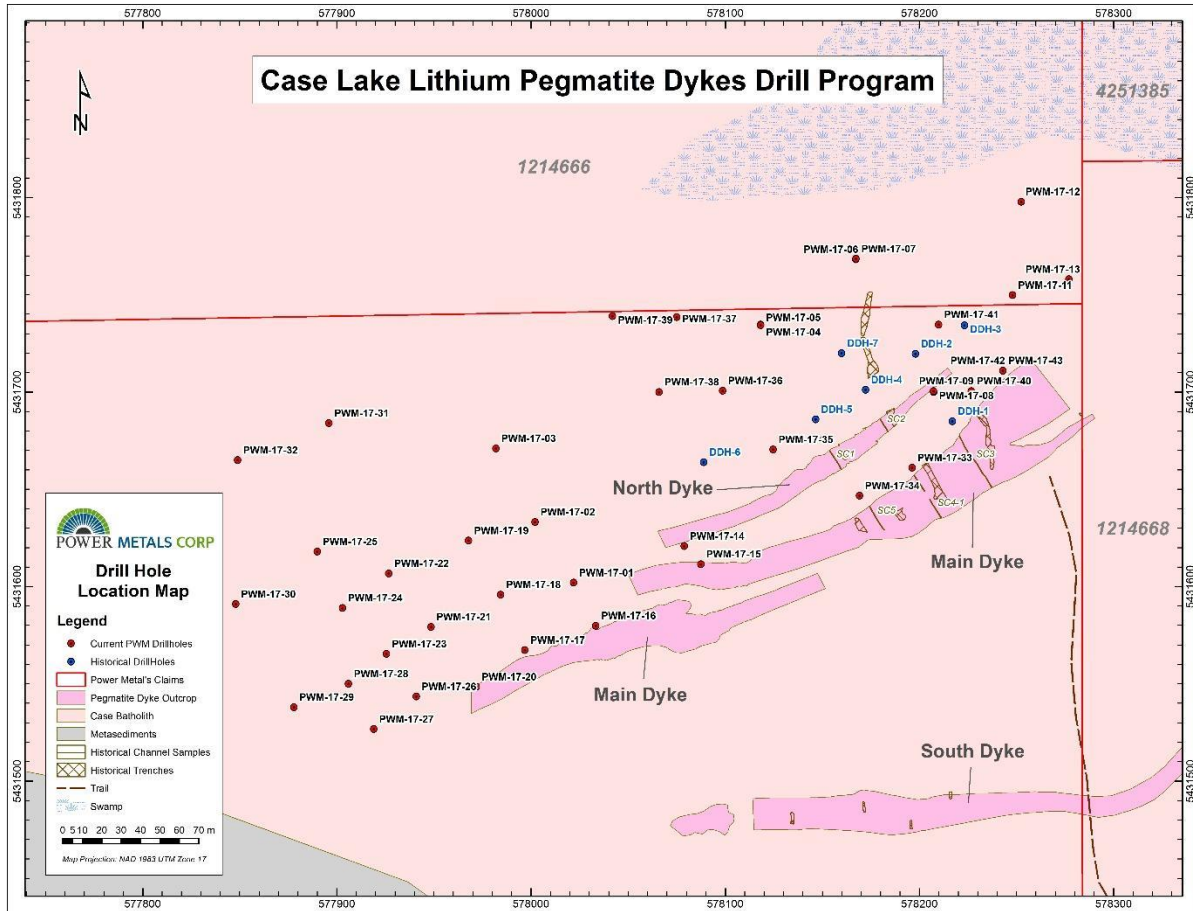 577800 577900 578000 578100 578200 578300
Case Lake Lithium Pegmatite Dykes Drill Program
N
4251385
1214666
5431800
5431800
PWM-17-12
PWM-17-06
PWM-17-07
PWM-17-13
PWM-17-11
PWM-17-39
PWM-17-37
PWM-17-05
PWM-17-04
PWM-17-41
DDH-3
DDH-7
DDH-2
PWM-17-42
PWM-17-43
5431700
5431700
PWM-17-38
PWM-17-36
DDH-4
PWM-17-09
PWM-17-40
PWM-17-08
PWM-17-31
DDH-5
DDH-1
SC2
PWM-17-32
PWM-17-03
PWM-17-35
DDH-6
SC1
SC3
PWM-17-33
North Dyke
PWM-17-34
SC4-1
SC5
PWM-17-02
PWM-17-19
1214668
PWM-17-25
PWM-17-14
PWM-17-15
Main Dyke
PWM-17-22
PWM-17-01
PWM-17-18
5431600
5431600
PWM-17-30
PWM-17-24
PWM-17-21
PWM-17-16
PWM-17-23
PWM-17-17
PWM-17-28
PWM-17-20
PWM-17-26
Main Dyke
PWM-17-29
PWM-17-27
South Dyke
5431500
5431500
POWER METALS CORP
Drill Hole
Location Map
Legend
Current PWM Drillholes
Historical DrillHoles
Power Metal's Claims
Pegmatite Dyke Outcrop
Case Batholith
Metasediments
Historical Channel Samples
Historical Trenches
Trail
Swamp
0 5 10 20 30 40 50 60 70 m
Map Projection: NAD 1983 UTM Zone 17
577800 577900 578000 578100 578200 578300